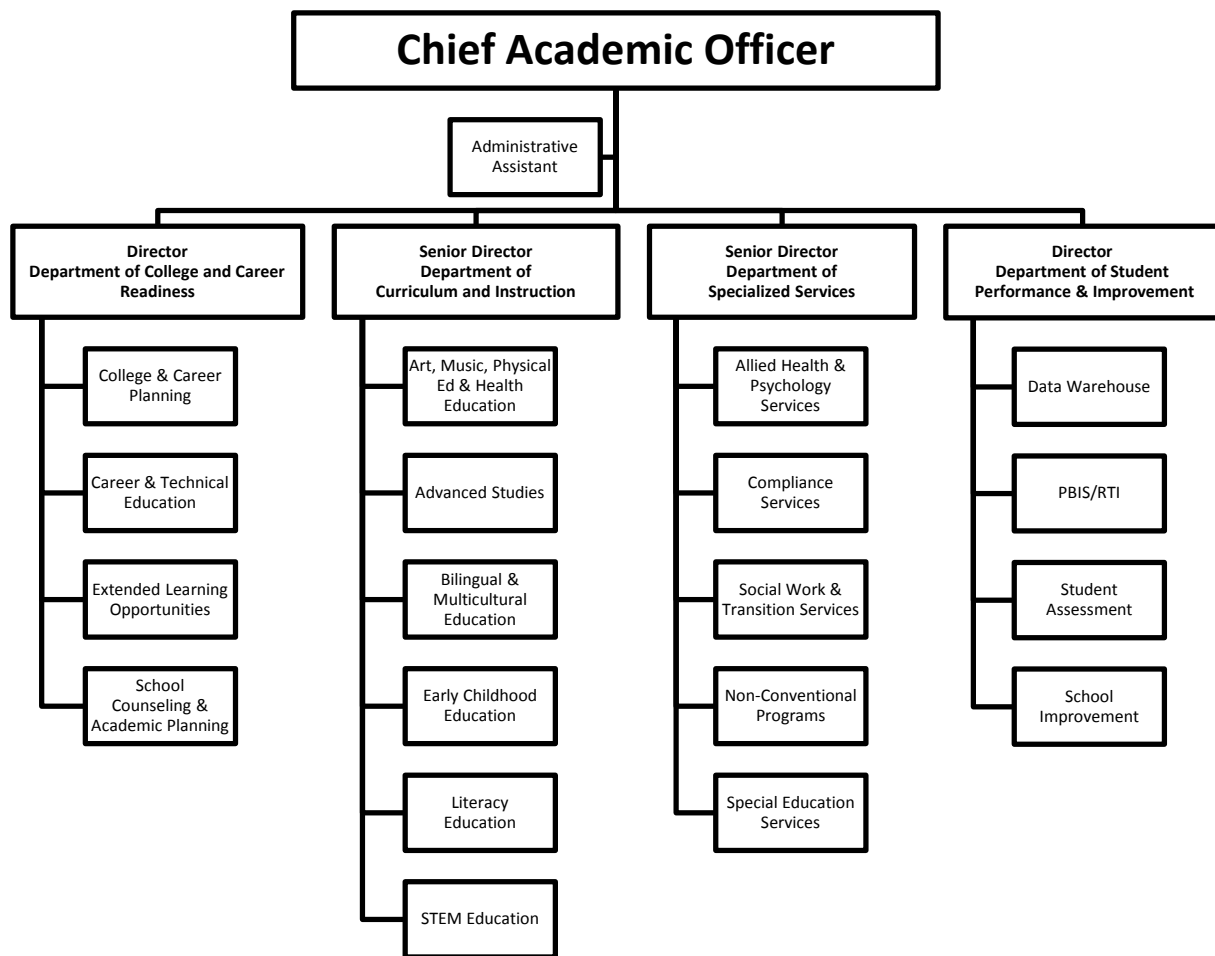 Chief Academic Officer
Administrative
Assistant
Director
Department of College and Career
Readiness
Senior Director
Department of
Curriculum and Instruction
Senior Director
Department of
Specialized Services
Director
Department of Student
Performance & Improvement
College & Career
Planning
Career & Technical
Education
Extended Learning
Opportunities
School
Counseling &
Academic Planning
Art, Music, Physical
Ed & Health
Education
Advanced Studies
Bilingual &
Multicultural
Education
Early Childhood
Education
Literacy
Education
STEM Education
Allied Health &
Psychology
Services
Compliance
Services
Social Work &
Transition Services
Non-Conventional
Programs
Special Education
Services
Data Warehouse
PBIS/RTI
Student
Assessment
School
Improvement